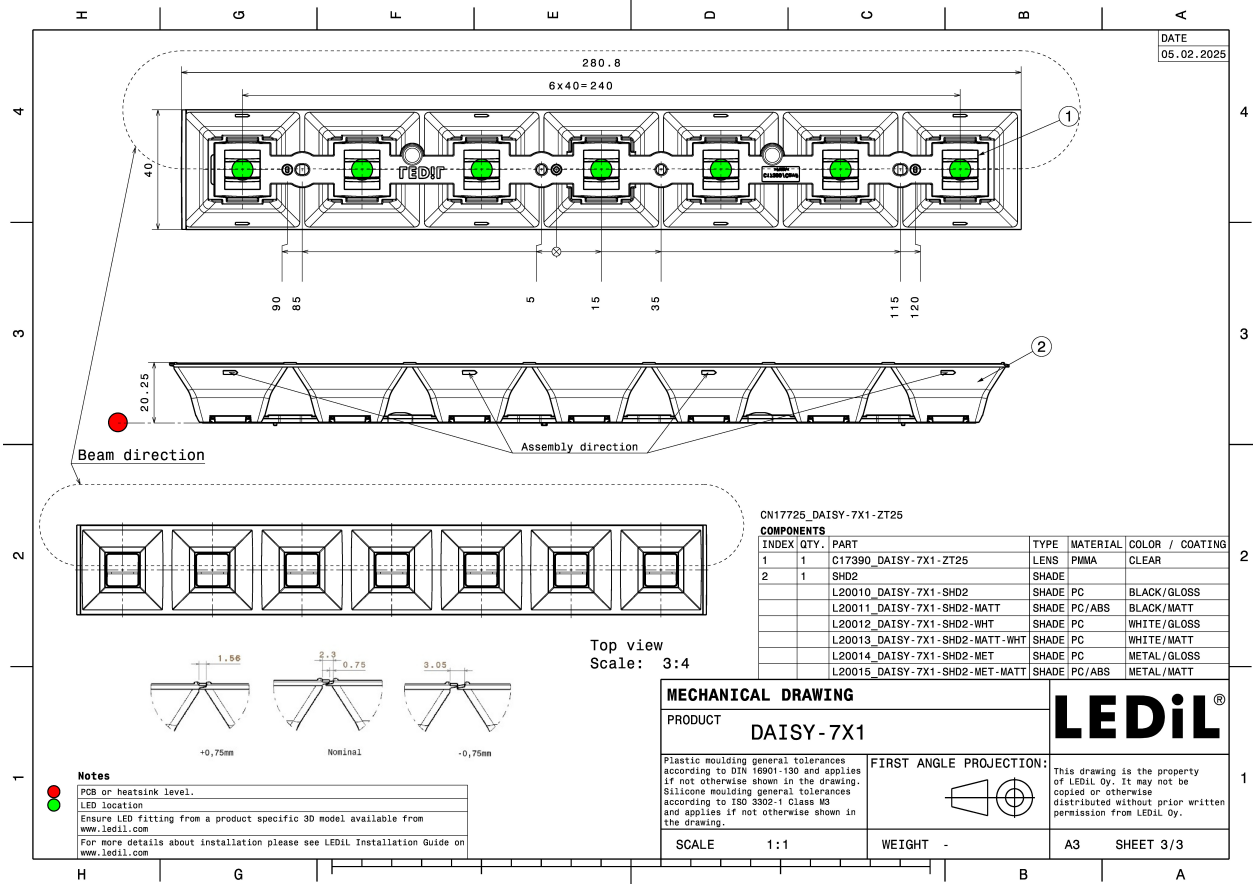 H G F E D C B A
DATE
05.02.2025
280.8
6x40=240
4
4
1
40
LEDiL
90
85
5
15
35
115
120
3
3
2
20.25
Assembly direction
Beam direction
2
2
CN17725_DAISY-7X1-ZT25
COMPONENTS
INDEX QTY. PART TYPE MATERIAL COLOR / COATING
1 1 C17390_DAISY-7X1-ZT25 LENS PMMA CLEAR
2 1 SHD2 SHADE
L20010_DAISY-7X1-SHD2 SHADE PC BLACK/GLOSS
L20011_DAISY-7X1-SHD2-MATT SHADE PC/ABS BLACK/MATT
L20012_DAISY-7X1-SHD2-WHT SHADE PC WHITE/GLOSS
L20013_DAISY-7X1-SHD2-MATT-WHT SHADE PC WHITE/MATT
L20014_DAISY-7X1-SHD2-MET SHADE PC METAL/GLOSS
L20015_DAISY-7X1-SHD2-MET-MATT SHADE PC/ABS METAL/MATT
Top view
Scale: 3:4
1.56
2.3
0.75
3.05
+0,75mm
Nominal
-0,75mm
MECHANICAL DRAWING
PRODUCT
DAISY-7X1
LEDiL®
Plastic moulding general tolerances
according to DIN 16901-130 and applies
if not otherwise shown in the drawing.
Silicone moulding general tolerances
according to ISO 3302-1 Class M3
and applies if not otherwise shown in
the drawing.
FIRST ANGLE PROJECTION:
This drawing is the property
of LEDiL Oy. It may not be
copied or otherwise
distributed without prior written
permission from LEDiL Oy.
SCALE 1:1
WEIGHT -
A3 SHEET 3/3
1
1
Notes
PCB or heatsink level.
LED location
Ensure LED fitting from a product specific 3D model available from
www.ledil.com
For more details about installation please see LEDiL Installation Guide on
www.ledil.com
H G B A